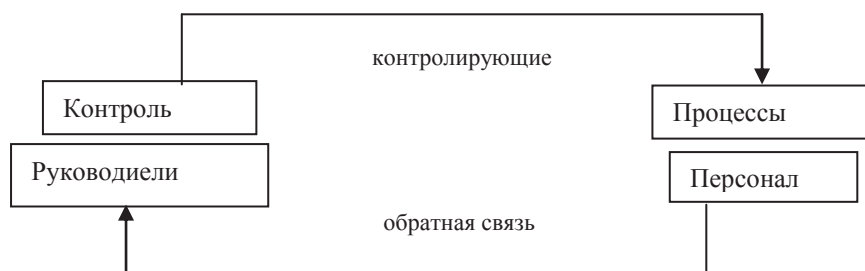 контролирующие
Контроль
Процессы
Руководиели
Персонал
обратная связь